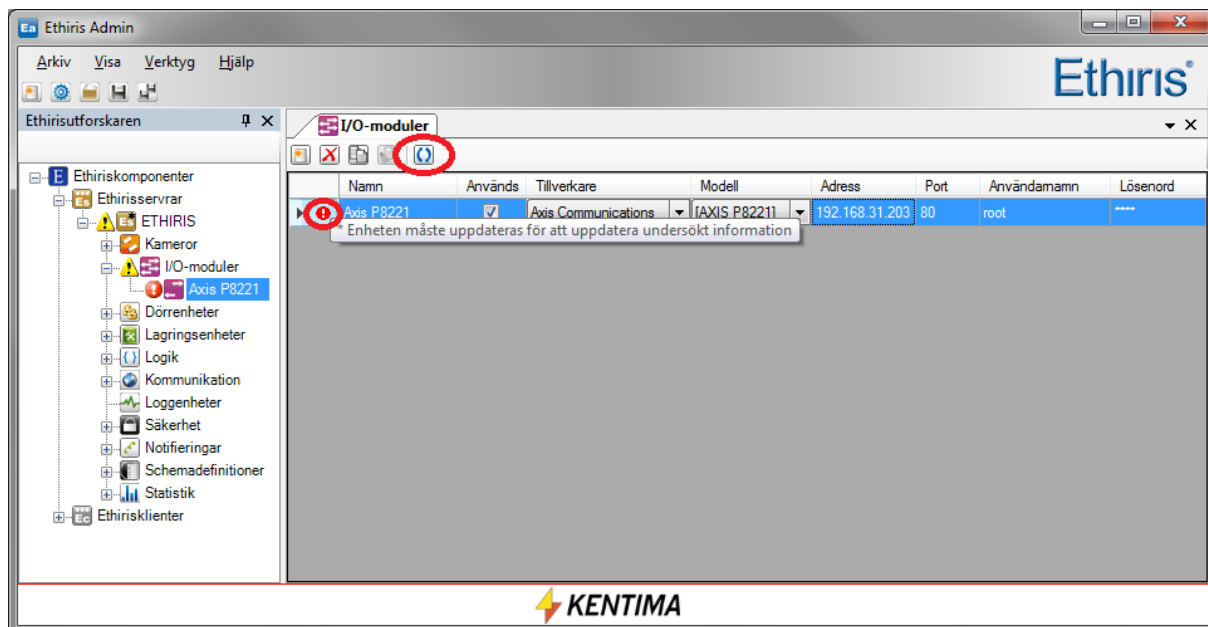 Ea Ethiris Admin
Arkiv Visa Verktyg Hjälp
Ethiris
Ethirisutforskaren
I/O-moduler
E Ethiriskomponenter
Ethirisservrar
ETHIRIS
Kameror
I/O-moduler
Axis P8221
Dörrenheter
Lagringsenheter
Logik
Kommunikation
Loggenheter
Säkerhet
Notifieringar
Schemadefinitioner
Statistik
Ec Ethirisklienter
Namn Används Tillverkare Modell Adress Port Användarnamn Lösenord
Axis P8221 Axis Communications [AXIS P8221] 192.168.31.203 80 root ****
* Enheten måste uppdateras för att uppdatera undersökt information
KENTIMA